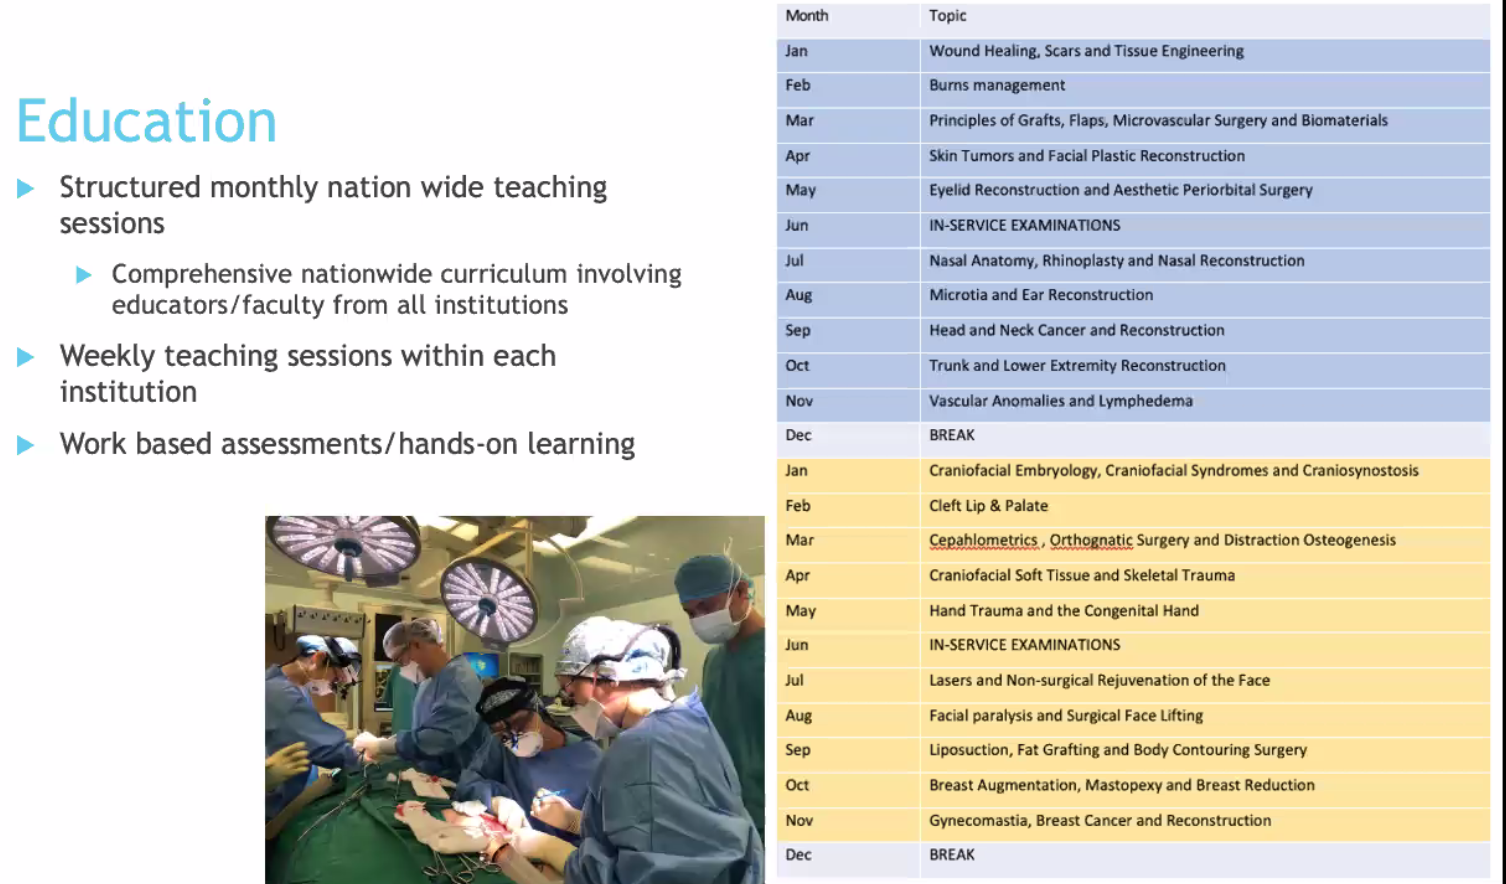 Education
Structured monthly nation wide teaching
sessions
Comprehensive nationwide curriculum involving
educators/faculty from all institutions
Weekly teaching sessions within each
institution
Work based assessments/hands-on learning
Month Topic
Jan Wound Healing, Scars and Tissue Engineering
Feb Burns management
Mar Principles of Grafts, Flaps, Microvascular Surgery and Biomaterials
Apr Skin Tumors and Facial Plastic Reconstruction
May Eyelid Reconstruction and Aesthetic Periorbital Surgery
Jun IN-SERVICE EXAMINATIONS
Jul Nasal Anatomy, Rhinoplasty and Nasal Reconstruction
Aug Microtia and Ear Reconstruction
Sep Head and Neck Cancer and Reconstruction
Oct Trunk and Lower Extremity Reconstruction
Nov Vascular Anomalies and Lymphedema
Dec BREAK
Jan Craniofacial Embryology, Craniofacial Syndromes and Craniosynostosis
Feb Cleft Lip & Palate
Mar Cepahlometrics , Orthognatic Surgery and Distraction Osteogenesis
Apr Craniofacial Soft Tissue and Skeletal Trauma
May Hand Trauma and the Congenital Hand
Jun IN-SERVICE EXAMINATIONS
Jul Lasers and Non-surgical Rejuvenation of the Face
Aug Facial paralysis and Surgical Face Lifting
Sep Liposuction, Fat Grafting and Body Contouring Surgery
Oct Breast Augmentation, Mastopexy and Breast Reduction
Nov Gynecomastia, Breast Cancer and Reconstruction
Dec BREAK